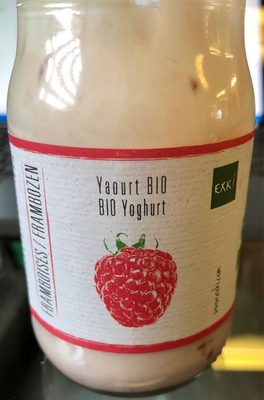 Yaourt BIO
BIO Yoghurt
FRAMBOISES / FRAMBOZEN
EXKi
www.exki.com